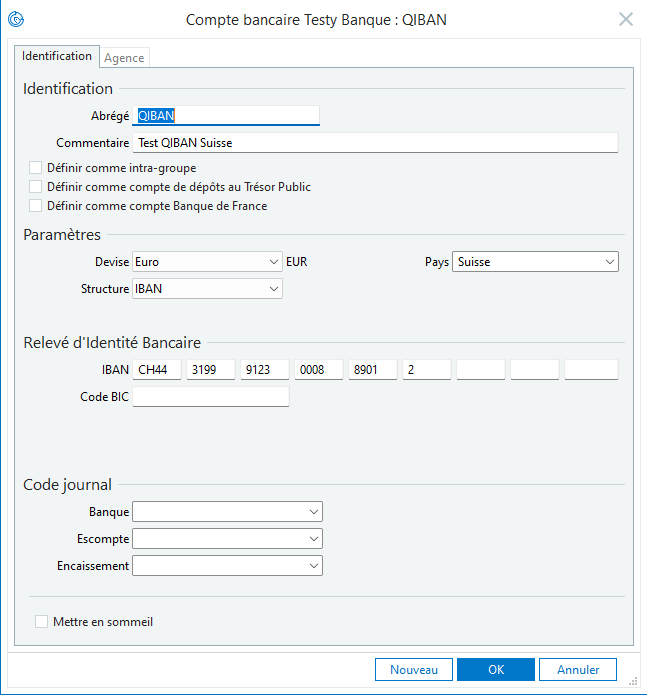 Compte bancaire Testy Banque : QIBAN
Identification Agence
Identification
Abrégé QIBAN
Commentaire Test QIBAN Suisse
Définir comme intra-groupe
Définir comme compte de dépôts au Trésor Public
Définir comme compte Banque de France
Paramètres
Devise Euro EUR Pays Suisse
Structure IBAN
Relevé d'Identité Bancaire
IBAN CH44 3199 9123 0008 8901 2
Code BIC
Code journal
Banque
Escompte
Encaissement
Mettre en sommeil
Nouveau OK Annuler